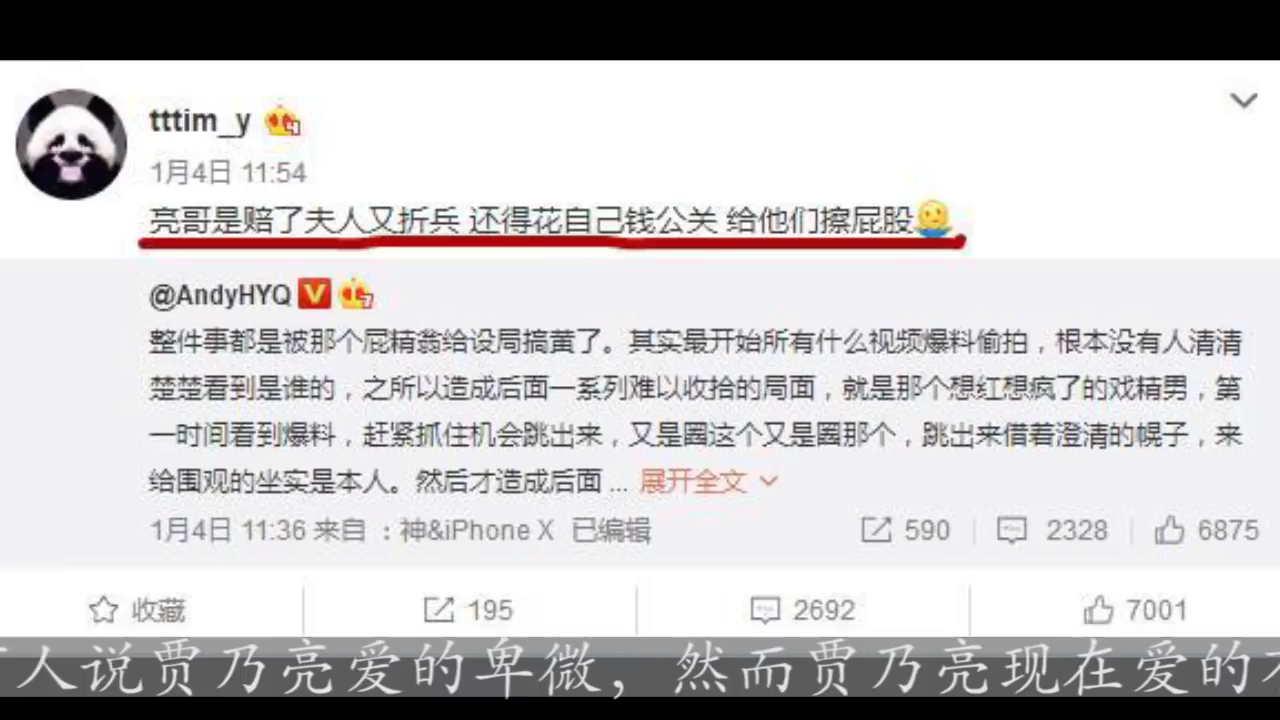 tttim_y
1月4日 11:54
亮哥是赔了夫人又折兵 还得花自己钱公关 给他们擦屁股
@AndyHYQ
整件事都是被那个屁精翁给设局搞黄了。其实最开始所有什么视频爆料偷拍，根本没有人清清
楚楚看到是谁的，之所以造成后面一系列难以收拾的局面，就是那个想红想疯了的戏精男，第
一时间看到爆料，赶紧抓住机会跳出来，又是圈这个又是圈那个，跳出来借着澄清的幌子，来
给围观的坐实是本人。然后才造成后面 ... 展开全文
1月4日 11:36 来自 ：神&iPhone X 已编辑 590 2328 6875
收藏 195 2692 7001
人说贾乃亮爱的卑微，然而贾乃亮现在爱的